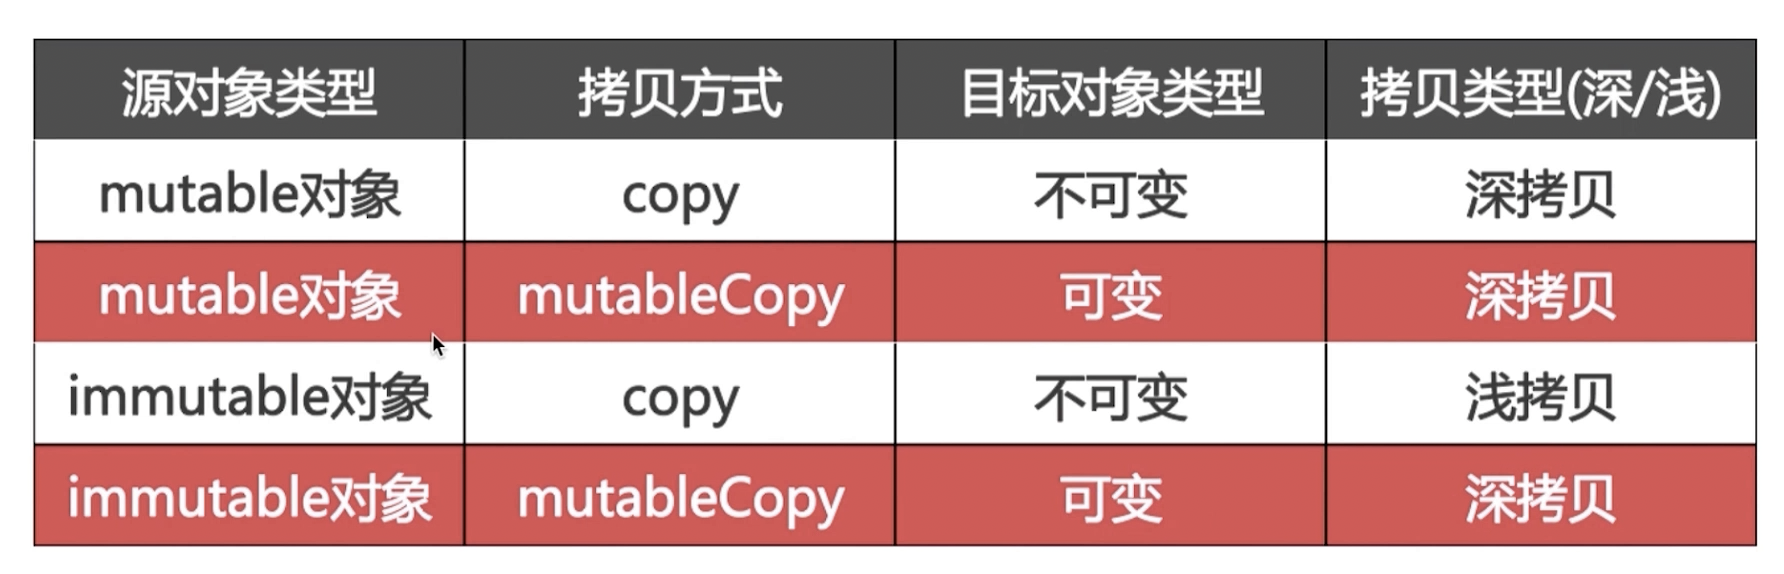 源对象类型 拷贝方式 目标对象类型 拷贝类型(深/浅)
mutable对象 copy 不可变 深拷贝
mutable对象 mutableCopy 可变 深拷贝
immutable对象 copy 不可变 浅拷贝
immutable对象 mutableCopy 可变 深拷贝